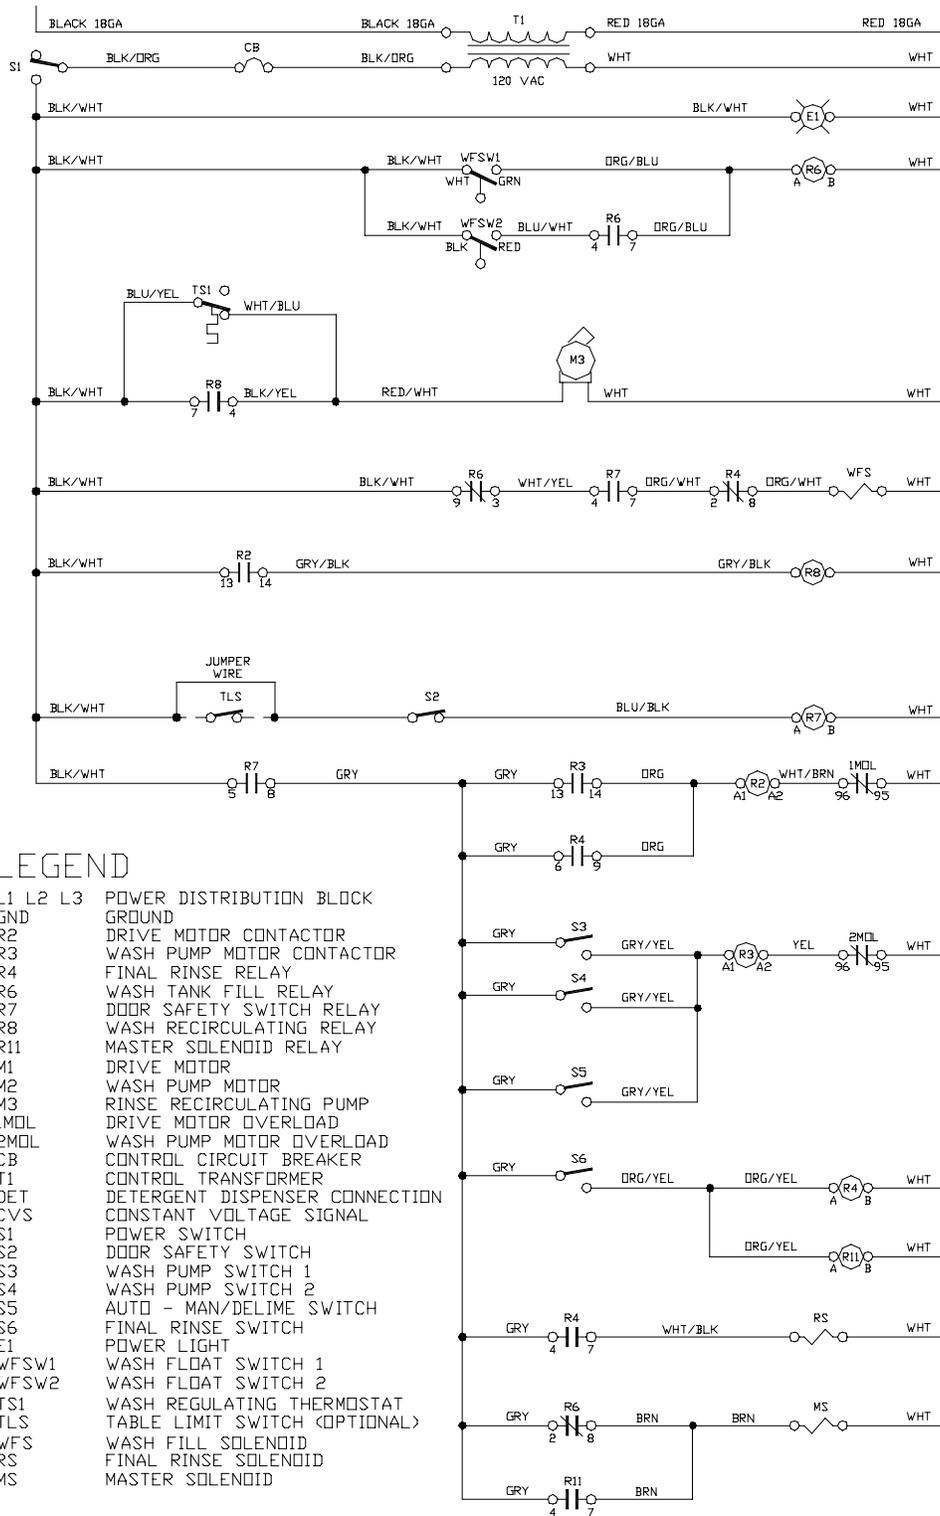 BLACK 18GA BLACK 18GA T1 RED 18GA RED 18GA
S1 BLK/ORG CB BLK/ORG WHT WHT
120 VAC
BLK/WHT BLK/WHT E1 WHT
BLK/WHT BLK/WHT WFSW1 ORG/BLU R6 WHT
WHT GRN A B
BLK/WHT WFSW2 BLU/WHT R6 ORG/BLU
BLK RED 4 7
BLU/YEL TS1 WHT/BLU
M3
BLK/WHT R8 BLK/YEL RED/WHT WHT WHT
7 4
BLK/WHT BLK/WHT R6 WHT/YEL R7 ORG/WHT R4 ORG/WHT WFS WHT
9 3 4 7 2 8
BLK/WHT R2 GRY/BLK GRY/BLK R8 WHT
13 14
JUMPER
WIRE
BLK/WHT TLS S2 BLU/BLK R7 WHT
A B
BLK/WHT R7 GRY GRY R3 ORG R2 WHT/BRN 1MOL WHT
5 8 13 14 A1 A2 96 95
GRY R4 ORG
6 9
GRY S3 GRY/YEL R3 YEL 2MOL WHT
A1 A2 96 95
GRY S4 GRY/YEL
GRY S5 GRY/YEL
GRY S6 ORG/YEL ORG/YEL R4 WHT
A B
ORG/YEL R11 WHT
A B
GRY R4 WHT/BLK RS WHT
4 7
GRY R6 BRN BRN MS WHT
2 8
GRY R11 BRN
4 7
LEGEND
L1 L2 L3 POWER DISTRIBUTION BLOCK
GND GROUND
R2 DRIVE MOTOR CONTACTOR
R3 WASH PUMP MOTOR CONTACTOR
R4 FINAL RINSE RELAY
R6 WASH TANK FILL RELAY
R7 DOOR SAFETY SWITCH RELAY
R8 WASH RECIRCULATING RELAY
R11 MASTER SOLENOID RELAY
M1 DRIVE MOTOR
M2 WASH PUMP MOTOR
M3 RINSE RECIRCULATING PUMP
1MOL DRIVE MOTOR OVERLOAD
2MOL WASH PUMP MOTOR OVERLOAD
CB CONTROL CIRCUIT BREAKER
T1 CONTROL TRANSFORMER
DET DETERGENT DISPENSER CONNECTION
CVS CONSTANT VOLTAGE SIGNAL
S1 POWER SWITCH
S2 DOOR SAFETY SWITCH
S3 WASH PUMP SWITCH 1
S4 WASH PUMP SWITCH 2
S5 AUTO - MAN/DELIME SWITCH
S6 FINAL RINSE SWITCH
E1 POWER LIGHT
WFSW1 WASH FLOAT SWITCH 1
WFSW2 WASH FLOAT SWITCH 2
TS1 WASH REGULATING THERMOSTAT
TLS TABLE LIMIT SWITCH (OPTIONAL)
WFS WASH FILL SOLENOID
RS FINAL RINSE SOLENOID
MS MASTER SOLENOID